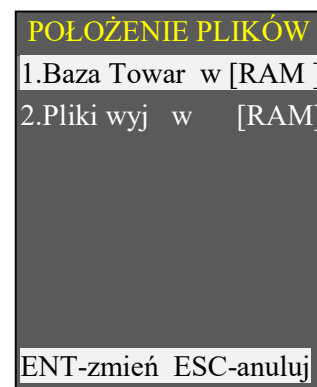 POŁOŻENIE PLIKÓW
1.Baza Towar w [RAM ]
2.Pliki wyj w [RAM]
ENT-zmień ESC-anuluj